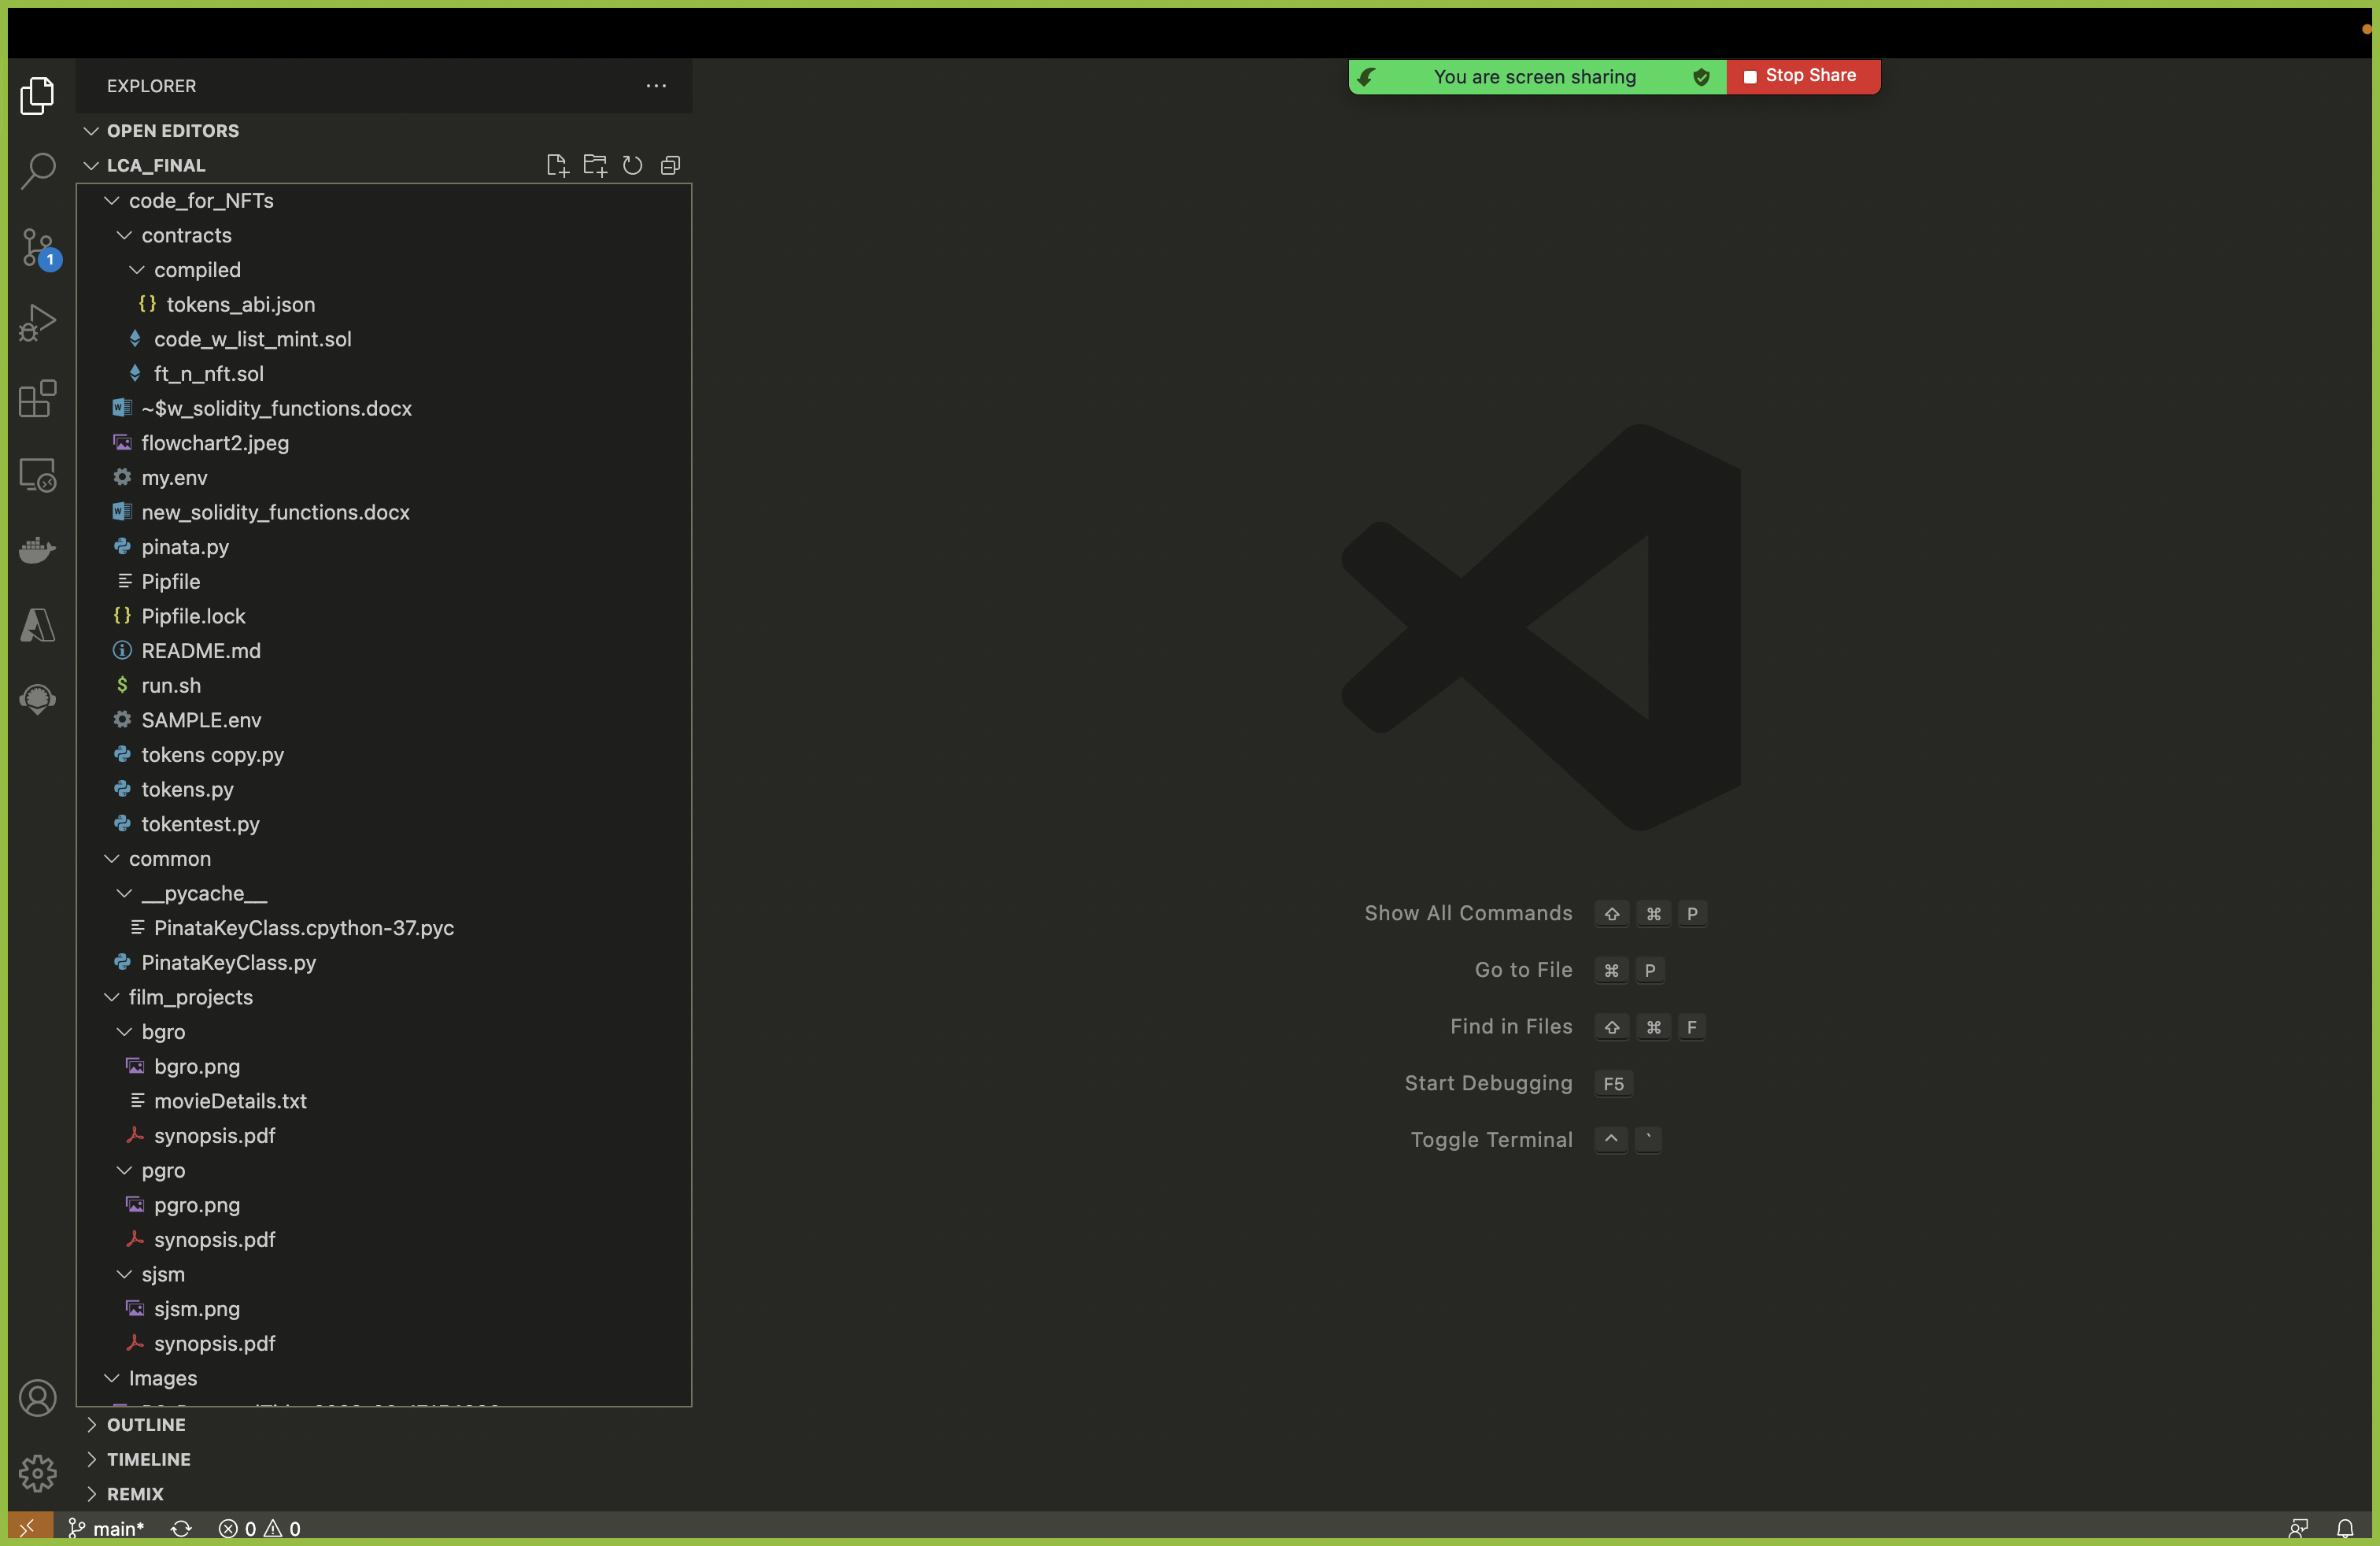 You are screen sharing
Stop Share
EXPLORER
OPEN EDITORS
LCA_FINAL
code_for_NFTs
contracts
compiled
{} tokens_abi.json
code_w_list_mint.sol
ft_n_nft.sol
~$w_solidity_functions.docx
flowchart2.jpeg
my.env
new_solidity_functions.docx
pinata.py
Pipfile
{} Pipfile.lock
README.md
$ run.sh
SAMPLE.env
tokens copy.py
tokens.py
tokentest.py
common
__pycache__
PinataKeyClass.cpython-37.pyc
PinataKeyClass.py
film_projects
bgro
bgro.png
movieDetails.txt
synopsis.pdf
pgro
pgro.png
synopsis.pdf
sjsm
sjsm.png
synopsis.pdf
Images
OUTLINE
TIMELINE
REMIX
1
Show All Commands ⇧ ⌘ P
Go to File ⌘ P
Find in Files ⇧ ⌘ F
Start Debugging F5
Toggle Terminal ^ `
main* 0 0